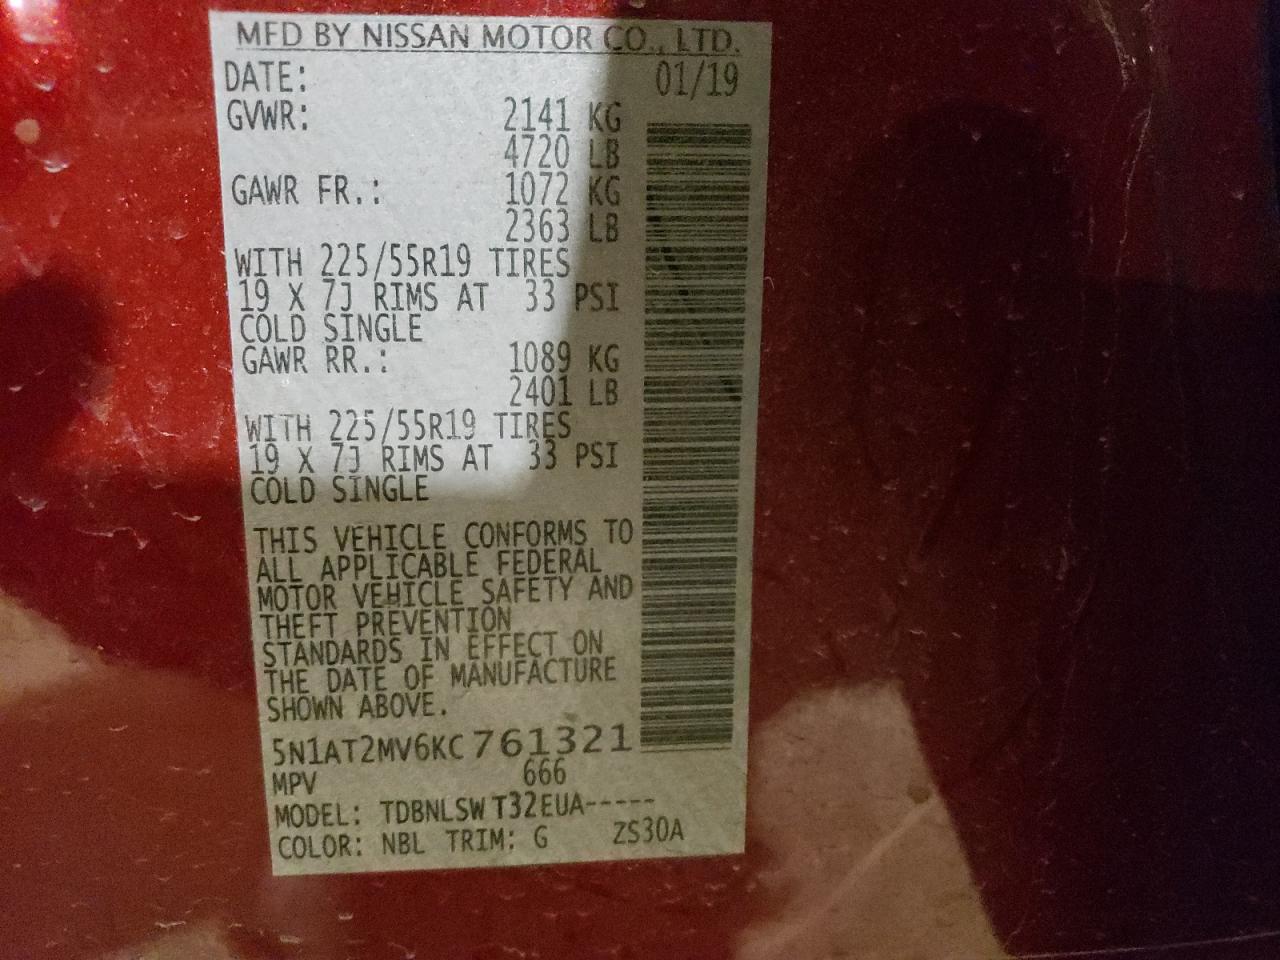 MFD BY NISSAN MOTOR CO., LTD.
DATE: 01/19
GVWR: 2141 KG
4720 LB
GAWR FR.: 1072 KG
2363 LB
WITH 225/55R19 TIRES
19 X 7J RIMS AT 33 PSI
COLD SINGLE
GAWR RR.: 1089 KG
2401 LB
WITH 225/55R19 TIRES
19 X 7J RIMS AT 33 PSI
COLD SINGLE
THIS VEHICLE CONFORMS TO
ALL APPLICABLE FEDERAL
MOTOR VEHICLE SAFETY AND
THEFT PREVENTION
STANDARDS IN EFFECT ON
THE DATE OF MANUFACTURE
SHOWN ABOVE.
5N1AT2MV6KC761321
MPV 666
MODEL: TDBNLSW T32EUA-----
COLOR: NBL TRIM: G ZS30A